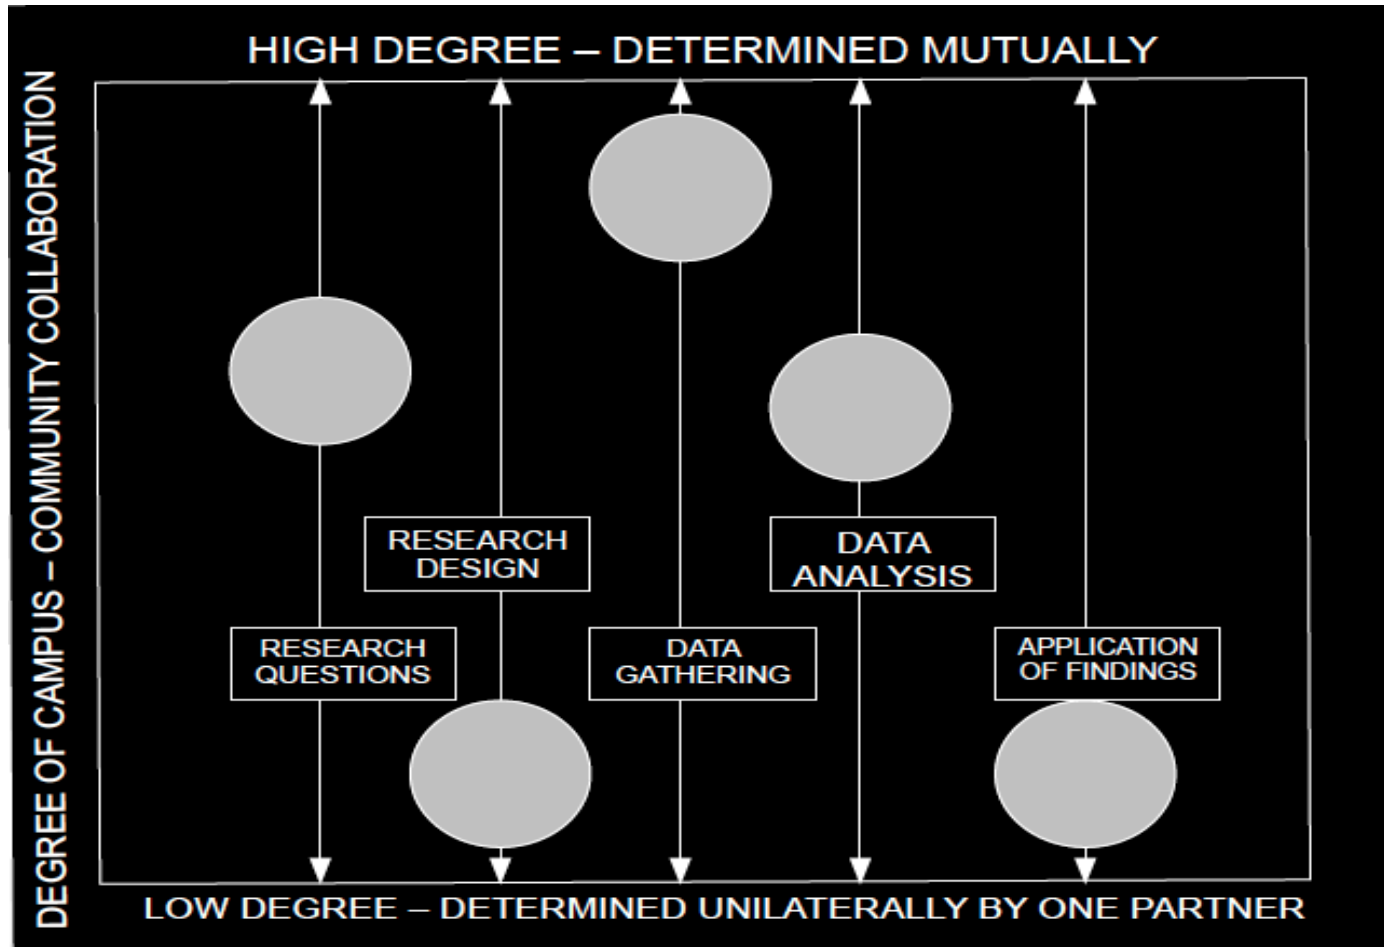 HIGH DEGREE – DETERMINED MUTUALLY
DEGREE OF CAMPUS – COMMUNITY COLLABORATION
RESEARCH
DESIGN
DATA
ANALYSIS
RESEARCH
QUESTIONS
DATA
GATHERING
APPLICATION
OF FINDINGS
LOW DEGREE – DETERMINED UNILATERALLY BY ONE PARTNER